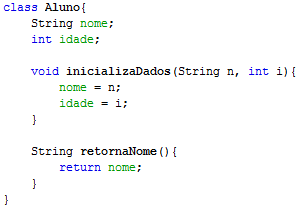 class Aluno{
    String nome;
    int idade;

    void inicializaDados(String n, int i){
        nome = n;
        idade = i;
    }

    String retornaNome(){
        return nome;
    }
}